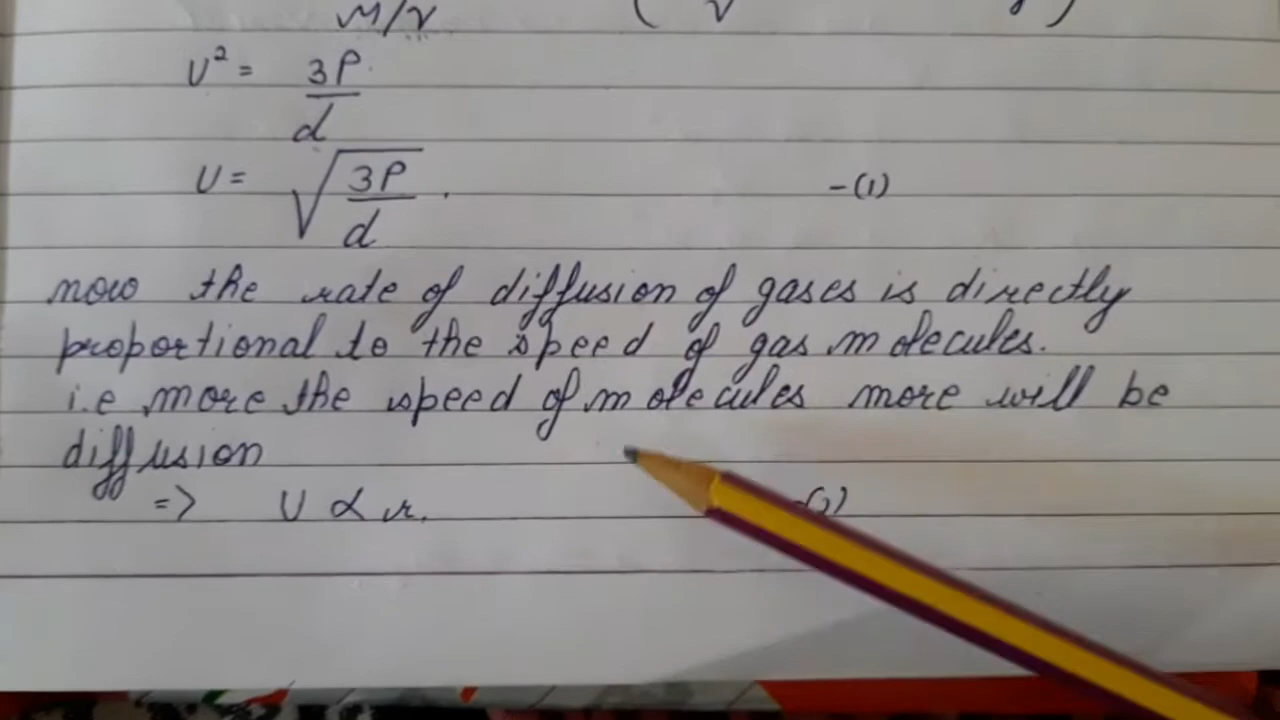 M/V ( V
U² = 3P
d
U = √3P/d . -(1)
now the rate of diffusion of gases is directly
proportional to the speed of gas molecules.
i.e more the speed of molecules more will be
diffusion
=> U ∝ r.